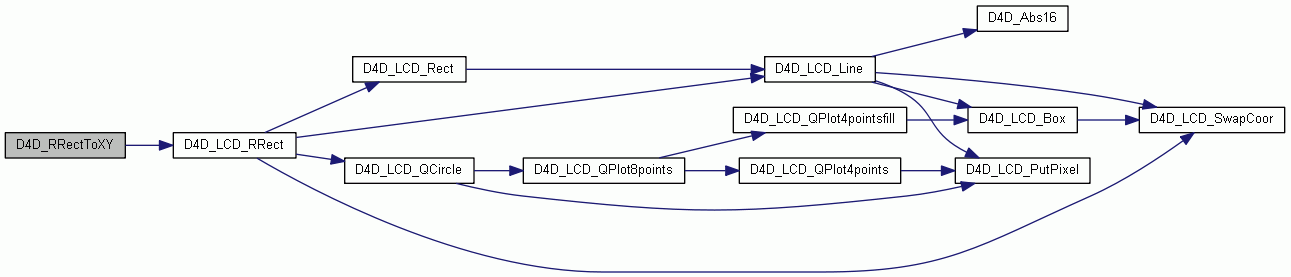 D4D_Abs16
D4D_LCD_Rect
D4D_LCD_Line
D4D_LCD_QPlot4pointsfill
D4D_LCD_Box
D4D_LCD_SwapCoor
D4D_RRectToXY
D4D_LCD_RRect
D4D_LCD_QCircle
D4D_LCD_QPlot8points
D4D_LCD_QPlot4points
D4D_LCD_PutPixel